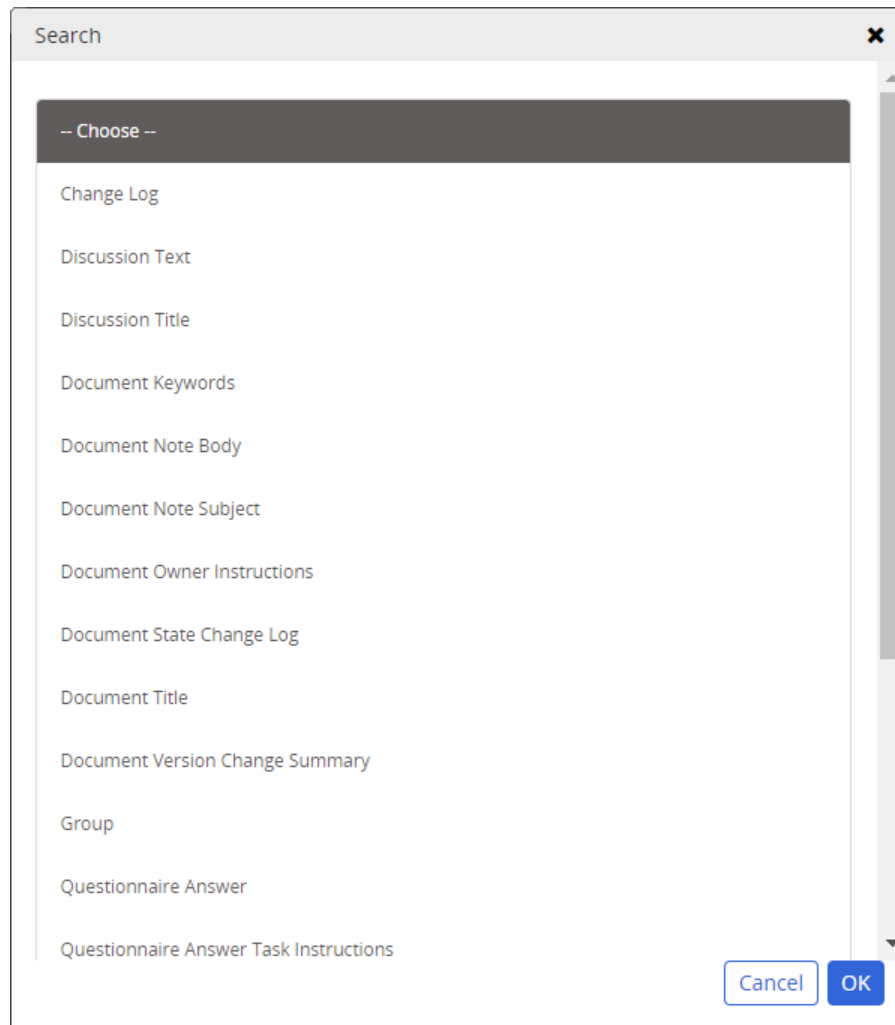 Search
-- Choose --
Change Log
Discussion Text
Discussion Title
Document Keywords
Document Note Body
Document Note Subject
Document Owner Instructions
Document State Change Log
Document Title
Document Version Change Summary
Group
Questionnaire Answer
Questionnaire Answer Task Instructions
Cancel OK